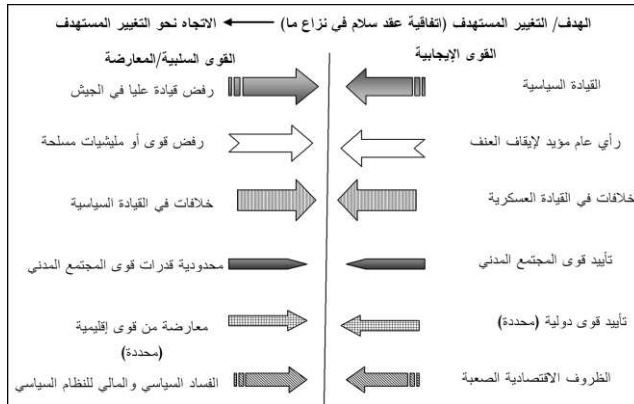 الهدف/ التغيير المستهدف (اتفاقية عقد سلام في نزاع ما) الاتجاه نحو التغيير المستهدف
القوى الإيجابية القوى السلبية/المعارضة
القيادة السياسية رفض قيادة عليا في الجيش
رأي عام مؤيد لإيقاف العنف رفض قوى أو مليشيات مسلحة
خلافات في القيادة العسكرية خلافات في القيادة السياسية
تأييد قوى المجتمع المدني محدودية قدرات قوى المجتمع المدني
تأييد قوى دولية (محددة) معارضة من قوى إقليمية
(محددة)
الظروف الاقتصادية الصعبة الفساد السياسي والمالي للنظام السياسي